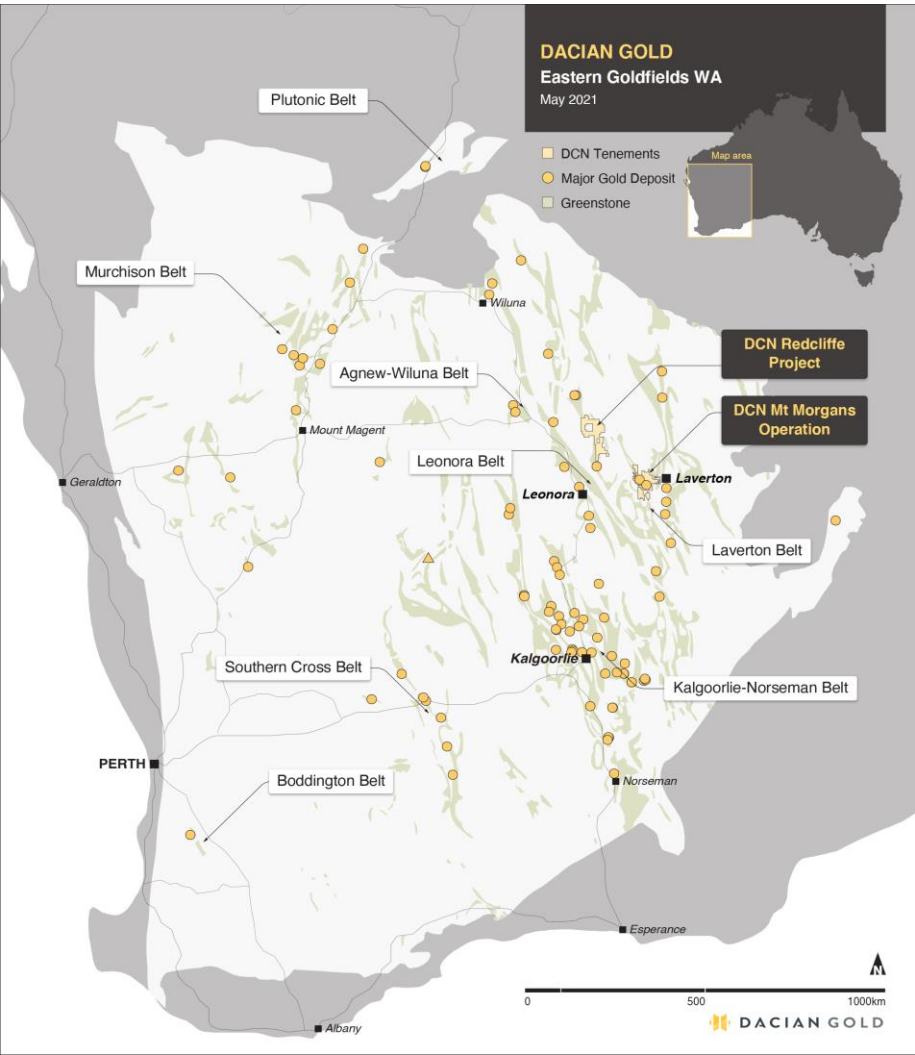 DACIAN GOLD
Eastern Goldfields WA
May 2021
DCN Tenements
Major Gold Deposit
Greenstone
Map area
Plutonic Belt
Murchison Belt
Wiluna
DCN Redcliffe
Project
Agnew-Wiluna Belt
DCN Mt Morgans
Operation
Mount Magent
Leonora Belt
Geraldton
Laverton
Leonora
Laverton Belt
Kalgoorlie
Southern Cross Belt
Kalgoorlie-Norseman Belt
PERTH
Boddington Belt
Norseman
Esperance
N
0 500 1000km
DACIAN GOLD
Albany